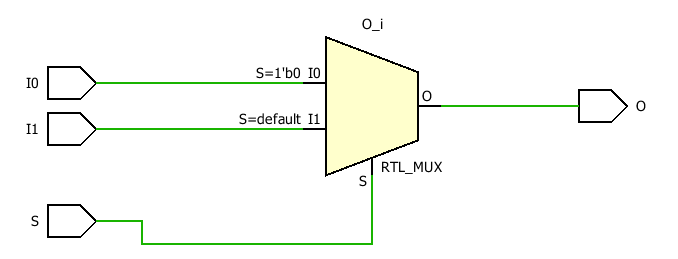 O_i
S=1'b0 I0
I0
O
O
S=default I1
I1
RTL_MUX
S
S